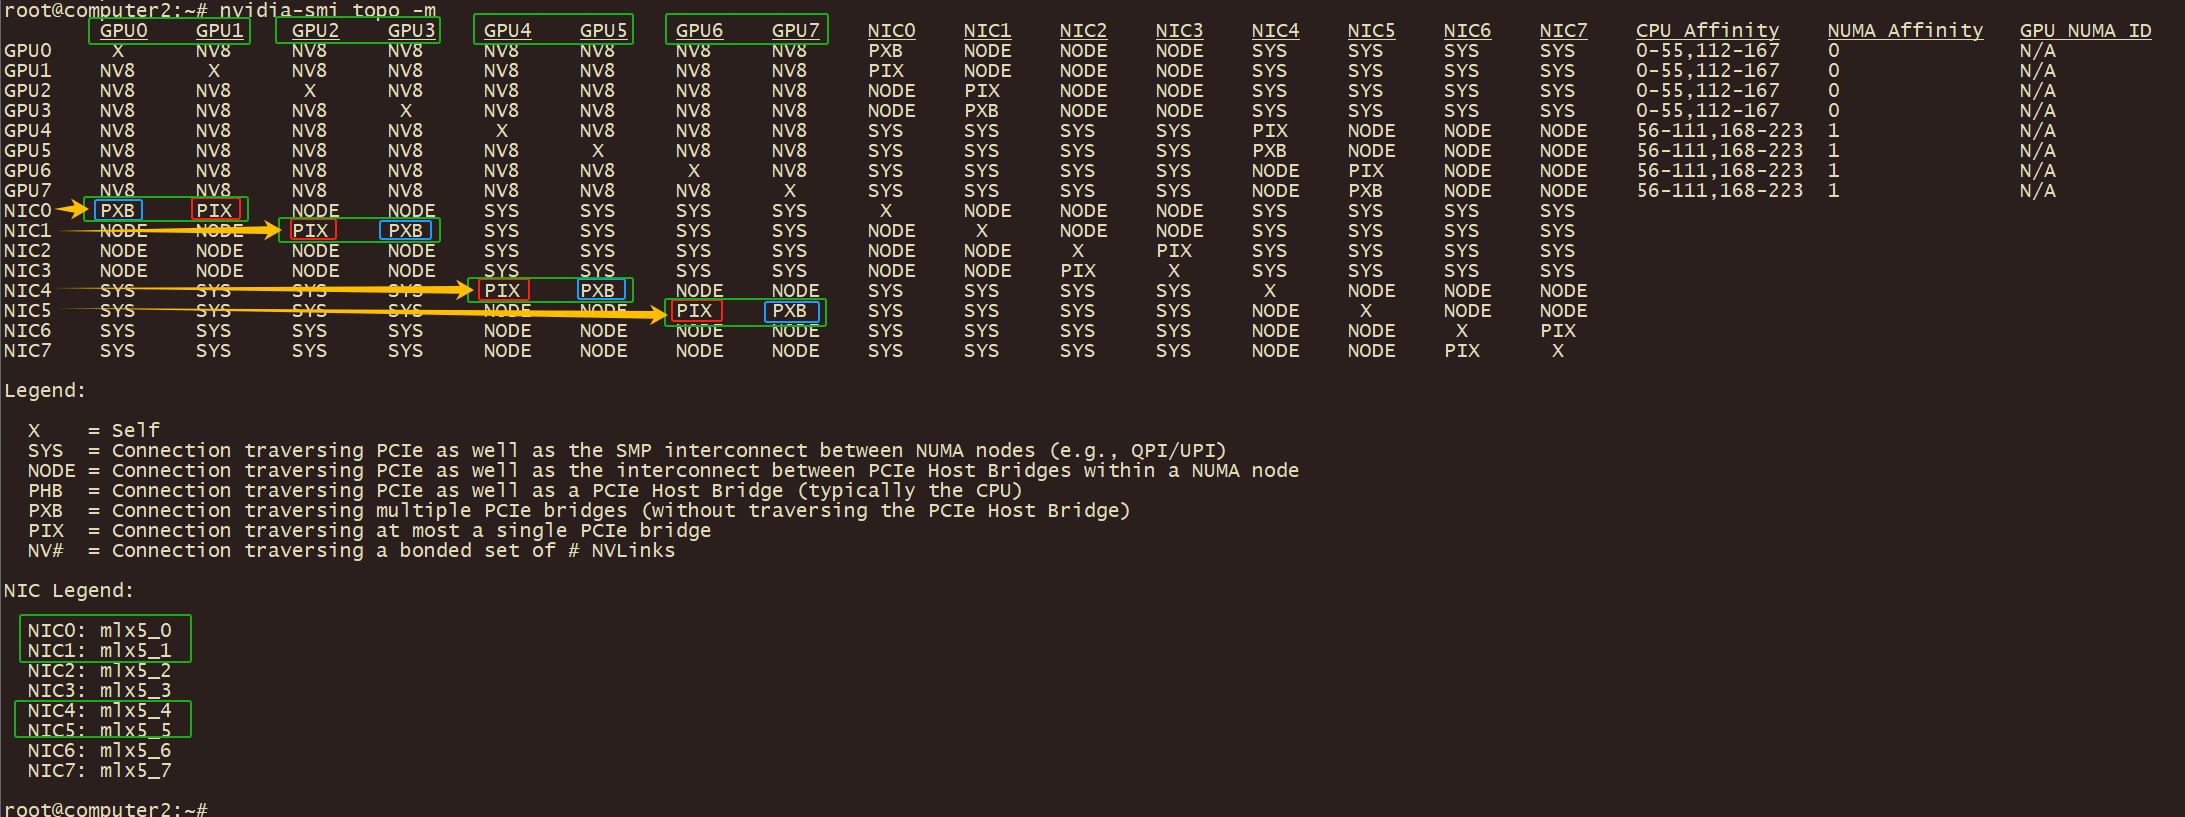 root@computer2:~# nvidia-smi topo -m
GPU0 GPU1 GPU2 GPU3 GPU4 GPU5 GPU6 GPU7 NIC0 NIC1 NIC2 NIC3 NIC4 NIC5 NIC6 NIC7 CPU Affinity NUMA Affinity GPU NUMA ID
GPU0 X NV8 NV8 NV8 NV8 NV8 NV8 NV8 PXB NODE NODE NODE SYS SYS SYS SYS 0-55,112-167 0 N/A
GPU1 NV8 X NV8 NV8 NV8 NV8 NV8 NV8 PIX NODE NODE NODE SYS SYS SYS SYS 0-55,112-167 0 N/A
GPU2 NV8 NV8 X NV8 NV8 NV8 NV8 NV8 NODE PIX NODE NODE SYS SYS SYS SYS 0-55,112-167 0 N/A
GPU3 NV8 NV8 NV8 X NV8 NV8 NV8 NV8 NODE PXB NODE NODE SYS SYS SYS SYS 0-55,112-167 0 N/A
GPU4 NV8 NV8 NV8 NV8 X NV8 NV8 NV8 SYS SYS SYS SYS PIX NODE NODE NODE 56-111,168-223 1 N/A
GPU5 NV8 NV8 NV8 NV8 NV8 X NV8 NV8 SYS SYS SYS SYS PXB NODE NODE NODE 56-111,168-223 1 N/A
GPU6 NV8 NV8 NV8 NV8 NV8 NV8 X NV8 SYS SYS SYS SYS NODE PIX NODE NODE 56-111,168-223 1 N/A
GPU7 NV8 NV8 NV8 NV8 NV8 NV8 NV8 X SYS SYS SYS SYS NODE PXB NODE NODE 56-111,168-223 1 N/A
NIC0 PXB PIX NODE NODE SYS SYS SYS SYS X NODE NODE NODE SYS SYS SYS SYS
NIC1 NODE NODE PIX PXB SYS SYS SYS SYS NODE X NODE NODE SYS SYS SYS SYS
NIC2 NODE NODE NODE NODE SYS SYS SYS SYS NODE NODE X PIX SYS SYS SYS SYS
NIC3 NODE NODE NODE NODE SYS SYS SYS SYS NODE NODE PIX X SYS SYS SYS SYS
NIC4 SYS SYS SYS SYS PIX PXB NODE NODE SYS SYS SYS SYS X NODE NODE NODE
NIC5 SYS SYS SYS SYS NODE NODE PIX PXB SYS SYS SYS SYS NODE X NODE NODE
NIC6 SYS SYS SYS SYS NODE NODE NODE NODE SYS SYS SYS SYS NODE NODE X PIX
NIC7 SYS SYS SYS SYS NODE NODE NODE NODE SYS SYS SYS SYS NODE NODE PIX X
Legend:
X = Self
SYS = Connection traversing PCIe as well as the SMP interconnect between NUMA nodes (e.g., QPI/UPI)
NODE = Connection traversing PCIe as well as the interconnect between PCIe Host Bridges within a NUMA node
PHB = Connection traversing PCIe as well as a PCIe Host Bridge (typically the CPU)
PXB = Connection traversing multiple PCIe bridges (without traversing the PCIe Host Bridge)
PIX = Connection traversing at most a single PCIe bridge
NV# = Connection traversing a bonded set of # NVLinks
NIC Legend:
NIC0: mlx5_0
NIC1: mlx5_1
NIC2: mlx5_2
NIC3: mlx5_3
NIC4: mlx5_4
NIC5: mlx5_5
NIC6: mlx5_6
NIC7: mlx5_7
root@computer2:~#